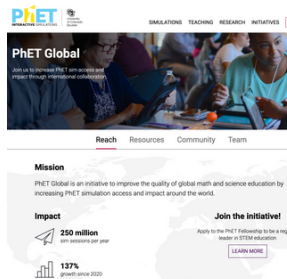 PhET
INTERACTIVE SIMULATIONS
SIMULATIONS TEACHING RESEARCH INITIATIVES
PhET Global
Join us to increase PhET sim access and
impact through international collaboration.
Reach Resources Community Team
Mission
PhET Global is an initiative to improve the quality of global math and science education by
increasing PhET simulation access and impact around the world.
Impact
250 million
sim sessions per year
137%
growth since 2020
Join the initiative!
Apply to the PhET Fellowship to be a reg
leader in STEM education
LEARN MORE